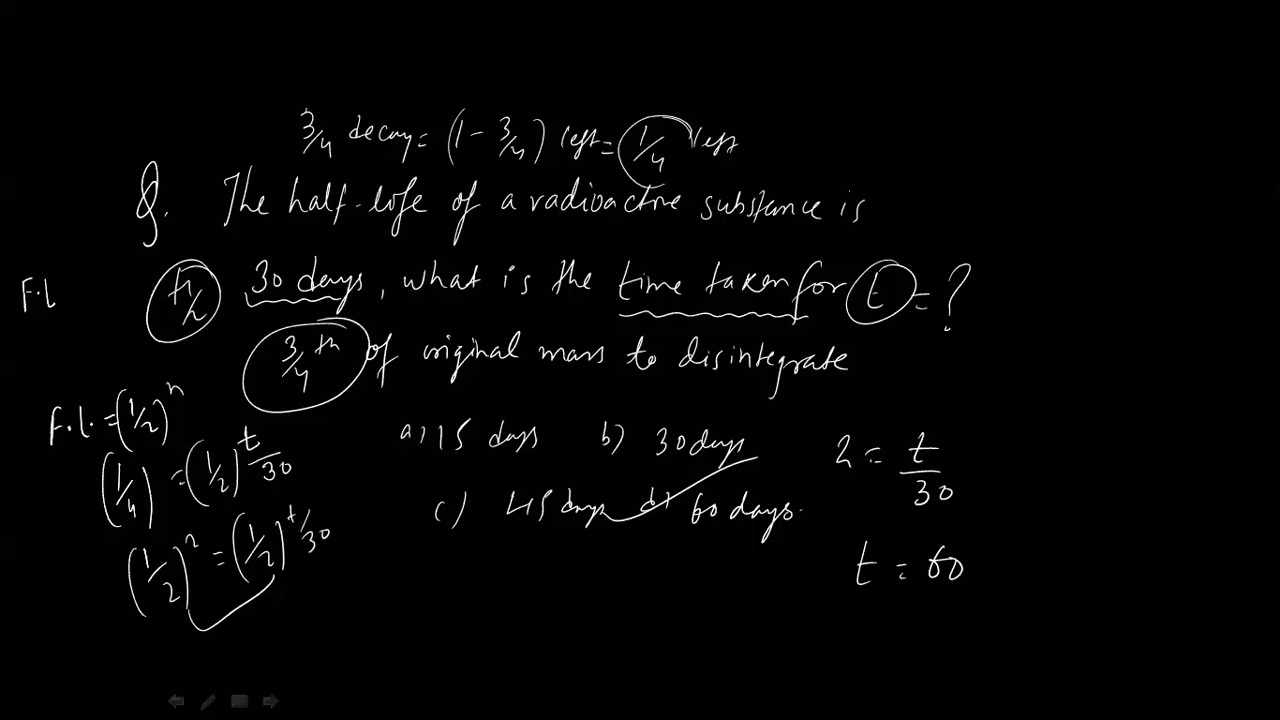 3/4 decay = (1 - 3/4) left = 1/4 left
Q. The half-life of a radioactive substance is
F.L t1/2 30 days, what is the time taken for t = ?
3/4 th of original mass to disintegrate
F.L. = (1/2)^n
a) 15 days b) 30 days
(1/4) = (1/2)^t/30
2 = t/30
c) 45 days d) 60 days.
(1/2)^2 = (1/2)^t/30
t = 60